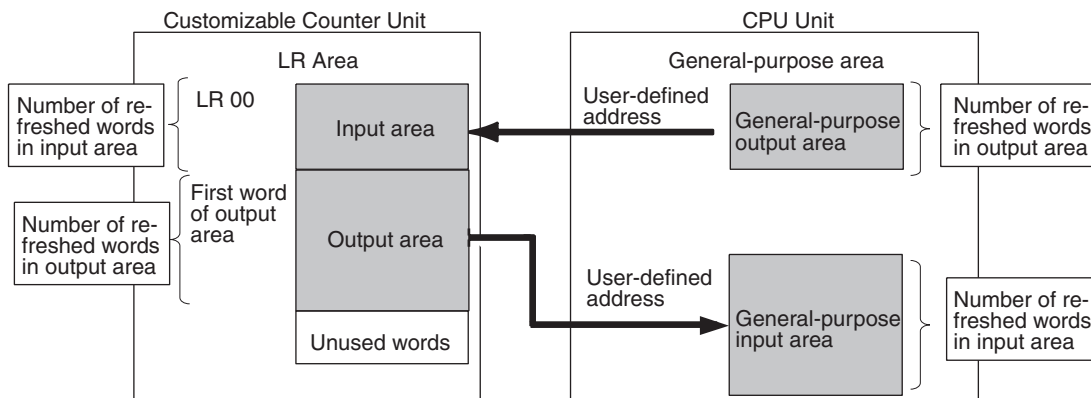 Customizable Counter Unit
CPU Unit
LR Area
General-purpose area
Number of re-
freshed words
in input area
LR 00
Input area
User-defined
address
General-purpose
output area
Number of re-
freshed words
in output area
First word
of output
area
Number of re-
freshed words
in output area
Output area
User-defined
address
General-purpose
input area
Number of re-
freshed words
in input area
Unused words